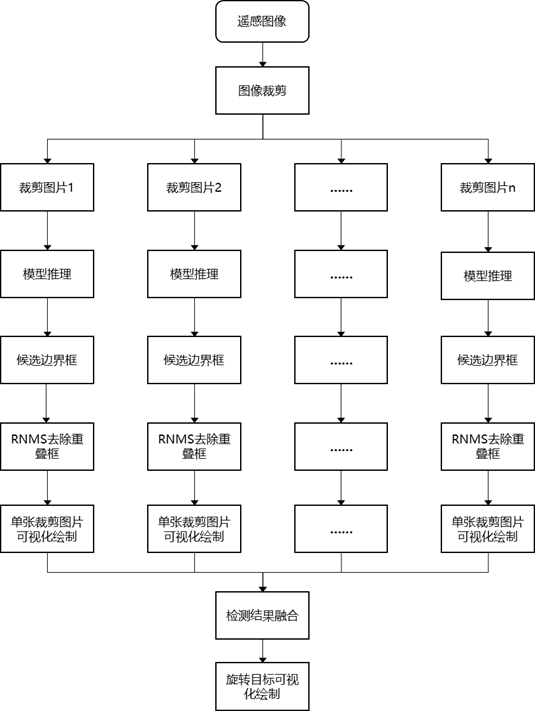 遥感图像
图像裁剪
裁剪图片1
裁剪图片2
......
裁剪图片n
模型推理
模型推理
......
模型推理
候选边界框
候选边界框
......
候选边界框
RNMS去除重
叠框
RNMS去除重
叠框
......
RNMS去除重
叠框
单张裁剪图片
可视化绘制
单张裁剪图片
可视化绘制
......
单张裁剪图片
可视化绘制
检测结果融合
旋转目标可视
化绘制